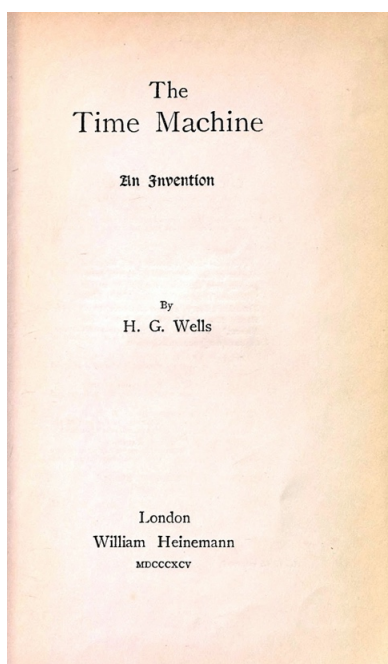 The
Time Machine
An Invention
By
H. G. Wells
London
William Heinemann
MDCCCXCV